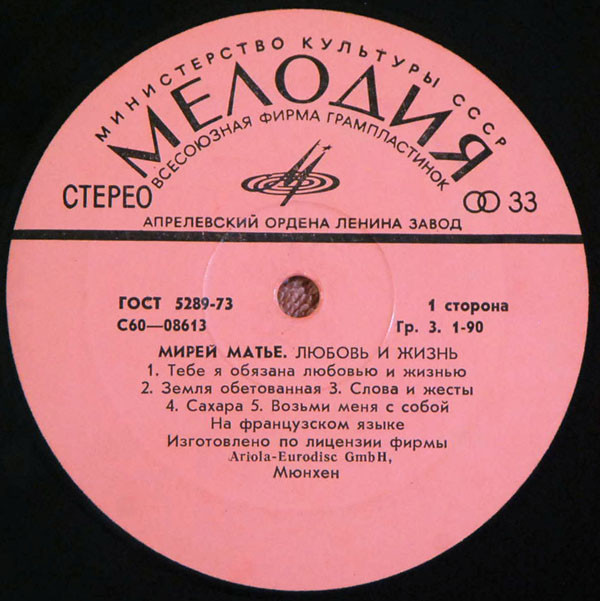 МИНИСТЕРСТВО КУЛЬТУРЫ СССР
МЕЛОДИЯ
ВСЕСОЮЗНАЯ ФИРМА ГРАМПЛАСТИНОК
СТЕРЕО
33
АПРЕЛЕВСКИЙ ОРДЕНА ЛЕНИНА ЗАВОД
ГОСТ 5289-73
1 сторона
С60—08613
Гр. 3. 1-90
МИРЕЙ МАТЬЕ. ЛЮБОВЬ И ЖИЗНЬ
1. Тебе я обязана любовью и жизнью
2. Земля обетованная 3. Слова и жесты
4. Сахара 5. Возьми меня с собой
На французском языке
Изготовлено по лицензии фирмы
Ariola-Eurodisc GmbH,
Мюнхен